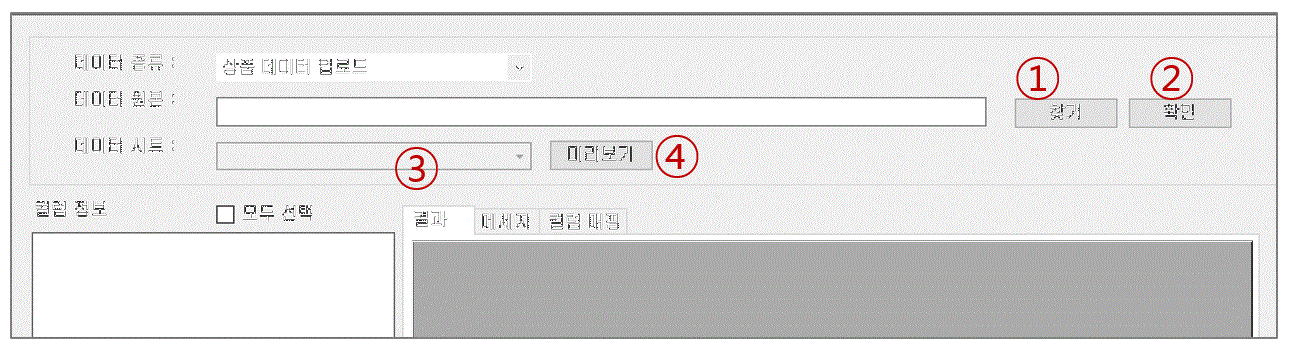 데이터 종류 : 상품 데이터 업로드
① ②
데이터 원본 : 찾기 확인
데이터 시트 : ③ 미리보기 ④
컬럼 정보 모두 선택 결과 메세지 컬럼 매핑